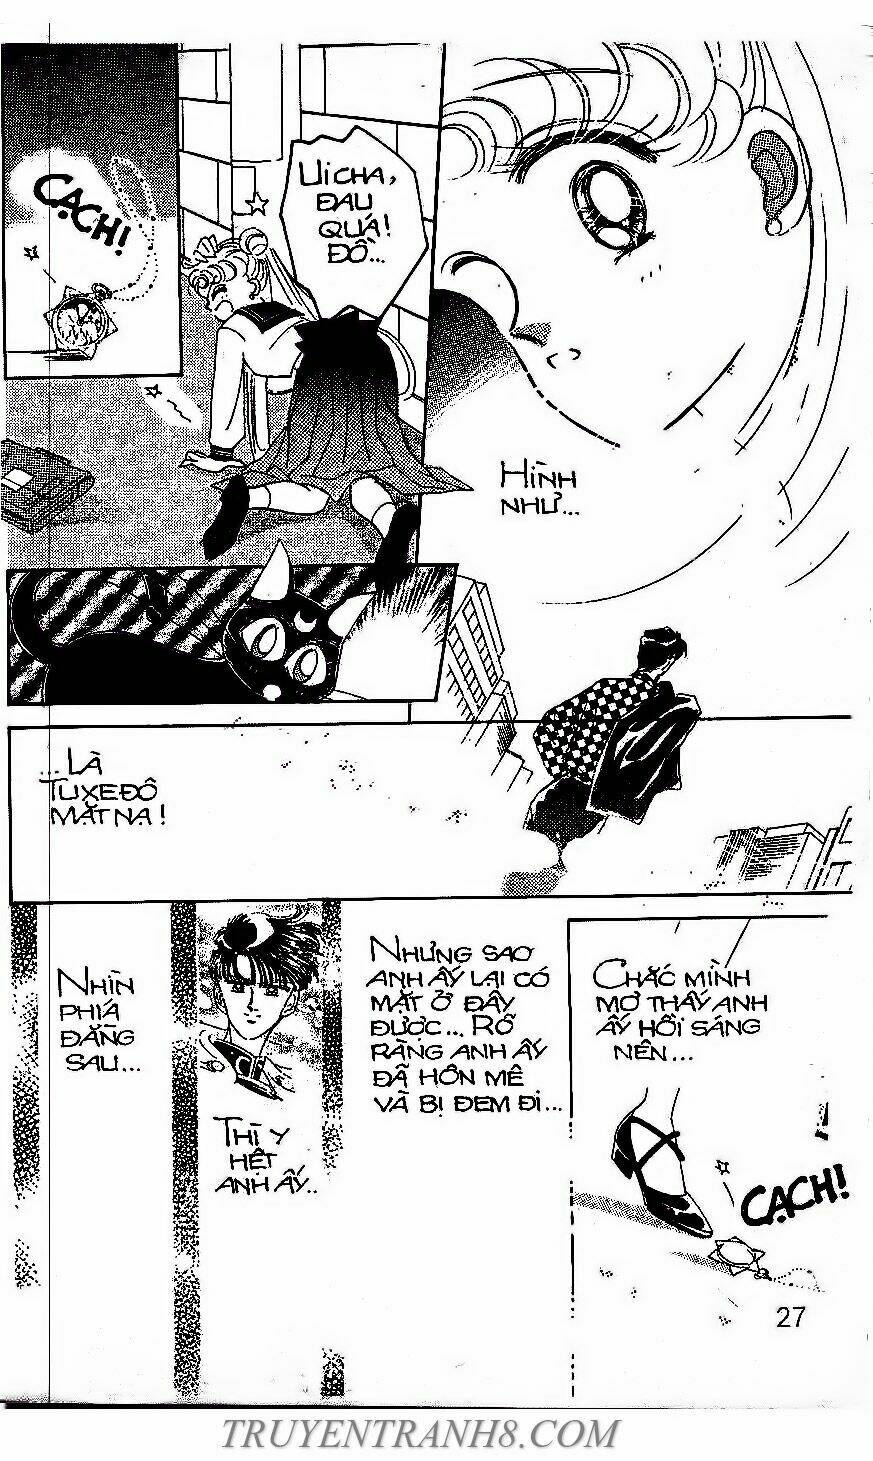 CẠCH!
UI CHA,
ĐAU
QUÁ!
ĐỒ...
HÌNH
NHƯ...
... LÀ
TUXEĐÔ
MẶT NẠ!
NHÌN
PHÍA
ĐẰNG
SAU...
THÌ Y
HỆT
ANH ẤY..
NHƯNG SAO
ANH ẤY LẠI CÓ
MẶT Ở ĐÂY
ĐƯỢC... RÕ
RÀNG ANH ẤY
ĐÃ HÔN MÊ
VÀ BỊ ĐEM ĐI...
CHẮC MÌNH
MƠ THẤY ANH
ẤY HỒI SÁNG
NÊN...
CẠCH!
27
TRUYENTRANH8.COM